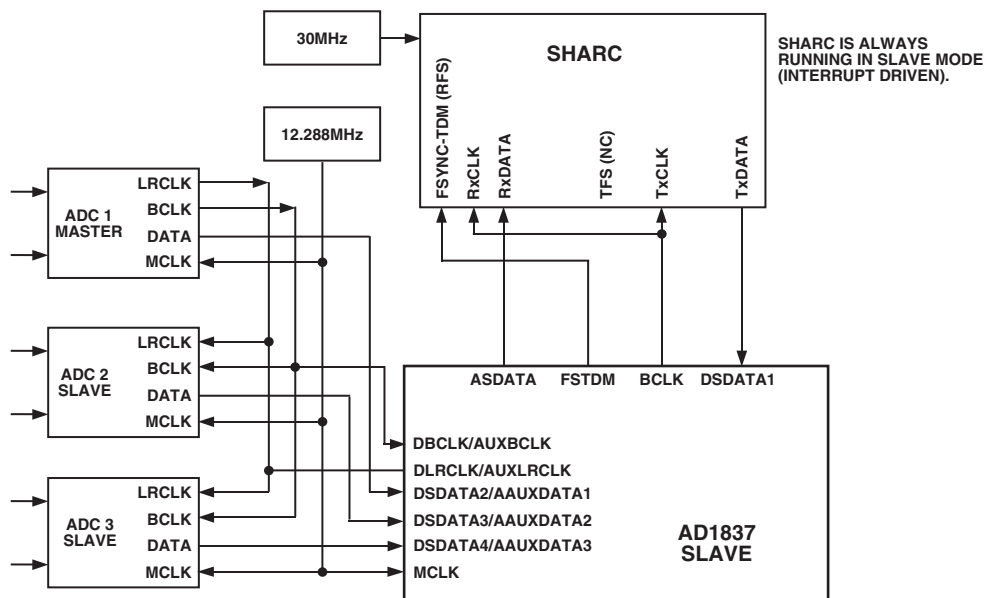 30MHz
SHARC
SHARC IS ALWAYS
RUNNING IN SLAVE MODE
(INTERRUPT DRIVEN).
12.288MHz
FSYNC-TDM (RFS)
RxCLK
RxDATA
TFS (NC)
TxCLK
TxDATA
ADC 1
MASTER
LRCLK
BCLK
DATA
MCLK
ADC 2
SLAVE
LRCLK
BCLK
DATA
MCLK
ADC 3
SLAVE
LRCLK
BCLK
DATA
MCLK
ASDATA
FSTDM
BCLK
DSDATA1
DBCLK/AUXBCLK
DLRCLK/AUXLRCLK
DSDATA2/AAUXDATA1
DSDATA3/AAUXDATA2
DSDATA4/AAUXDATA3
MCLK
AD1837
SLAVE